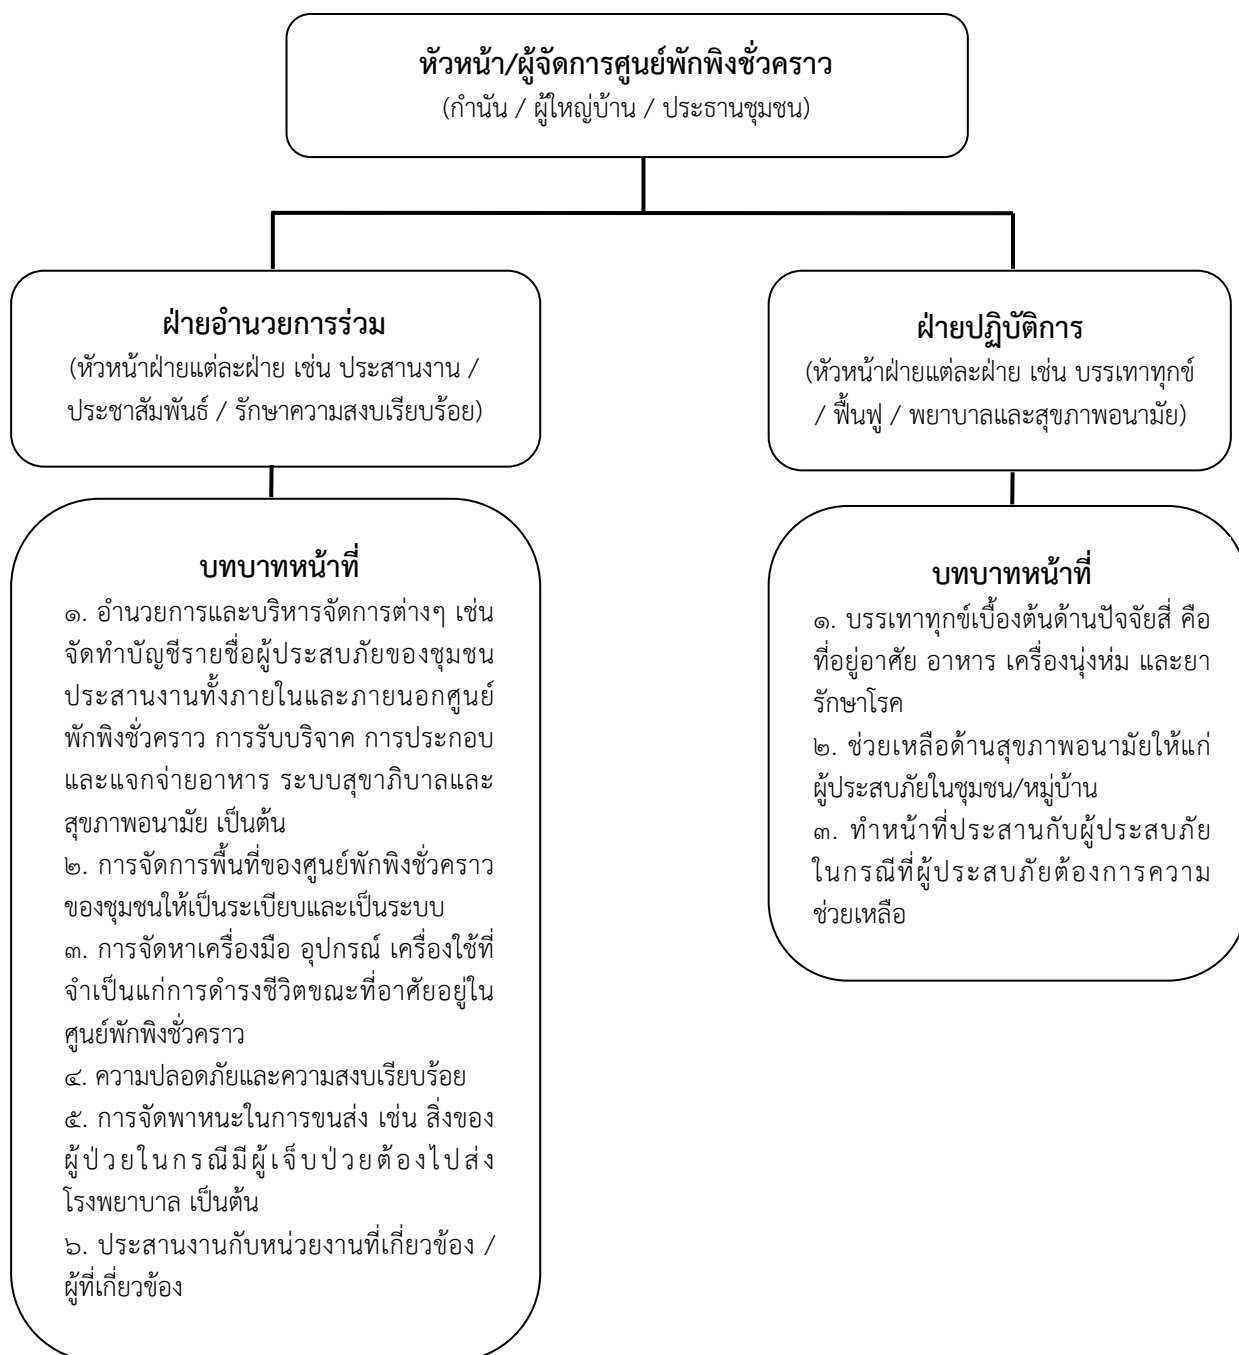 หัวหน้า/ผู้จัดการศูนย์พักพิงชั่วคราว
(กำนัน / ผู้ใหญ่บ้าน / ประธานชุมชน)
ฝ่ายอำนวยการร่วม
(หัวหน้าฝ่ายแต่ละฝ่าย เช่น ประสานงาน /
ประชาสัมพันธ์ / รักษาความสงบเรียบร้อย)
ฝ่ายปฏิบัติการ
(หัวหน้าฝ่ายแต่ละฝ่าย เช่น บรรเทาทุกข์
/ ฟื้นฟู / พยาบาลและสุขภาพอนามัย)
บทบาทหน้าที่
๑. อำนวยการและบริหารจัดการต่างๆ เช่น
จัดทำบัญชีรายชื่อผู้ประสบภัยของชุมชน
ประสานงานทั้งภายในและภายนอกศูนย์
พักพิงชั่วคราว การรับบริจาค การประกอบ
และแจกจ่ายอาหาร ระบบสุขาภิบาลและ
สุขภาพอนามัย เป็นต้น
๒. การจัดการพื้นที่ของศูนย์พักพิงชั่วคราว
ของชุมชนให้เป็นระเบียบและเป็นระบบ
๓. การจัดหาเครื่องมือ อุปกรณ์ เครื่องใช้ที่
จำเป็นแก่การดำรงชีวิตขณะที่อาศัยอยู่ใน
ศูนย์พักพิงชั่วคราว
๔. ความปลอดภัยและความสงบเรียบร้อย
๕. การจัดพาหนะในการขนส่ง เช่น สิ่งของ
ผู้ป่วยในกรณีมีผู้เจ็บป่วยต้องไปส่ง
โรงพยาบาล เป็นต้น
๖. ประสานงานกับหน่วยงานที่เกี่ยวข้อง /
ผู้ที่เกี่ยวข้อง
บทบาทหน้าที่
๑. บรรเทาทุกข์เบื้องต้นด้านปัจจัยสี่ คือ
ที่อยู่อาศัย อาหาร เครื่องนุ่งห่ม และยา
รักษาโรค
๒. ช่วยเหลือด้านสุขภาพอนามัยให้แก่
ผู้ประสบภัยในชุมชน/หมู่บ้าน
๓. ทำหน้าที่ประสานกับผู้ประสบภัย
ในกรณีที่ผู้ประสบภัยต้องการความ
ช่วยเหลือ